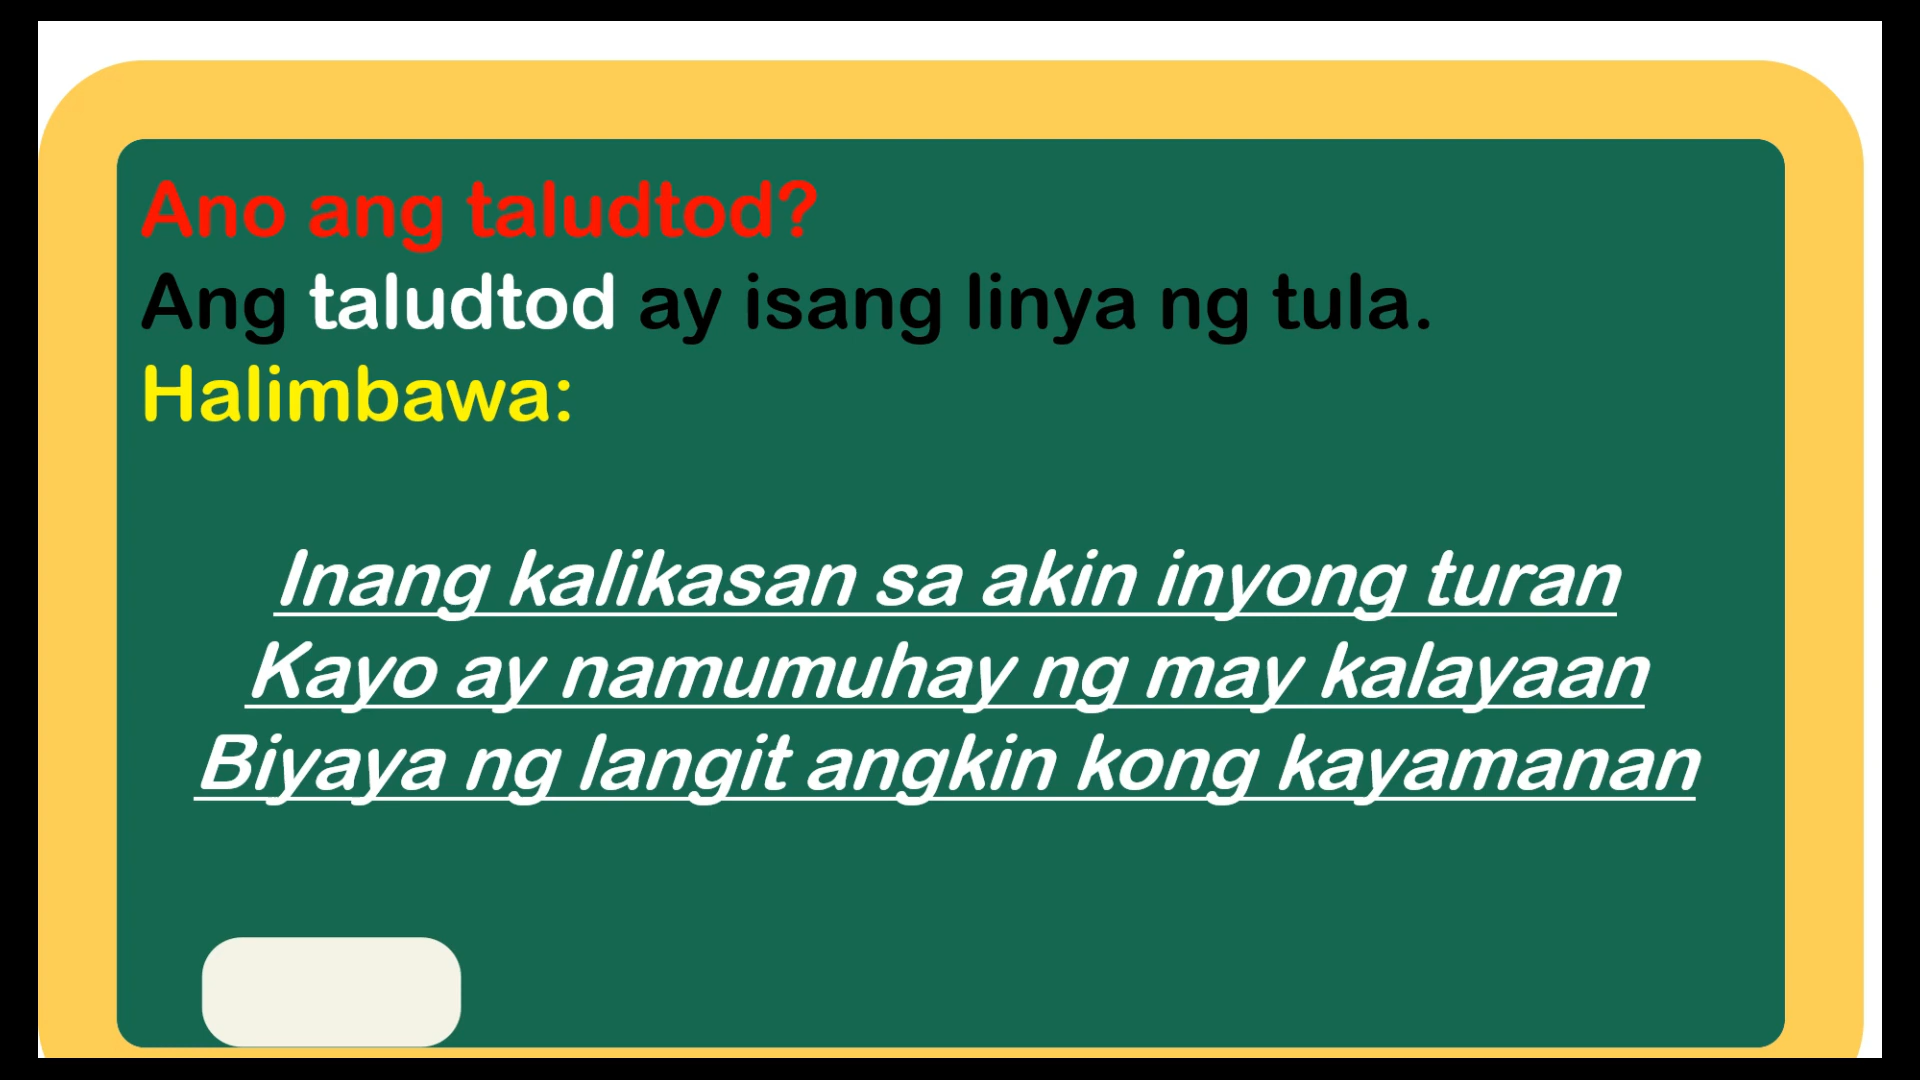 Ano ang taludtod?
Ang taludtod ay isang linya ng tula.
Halimbawa:
Inang kalikasan sa akin inyong turan
Kayo ay namumuhay ng may kalayaan
Biyaya ng langit angkin kong kayamanan